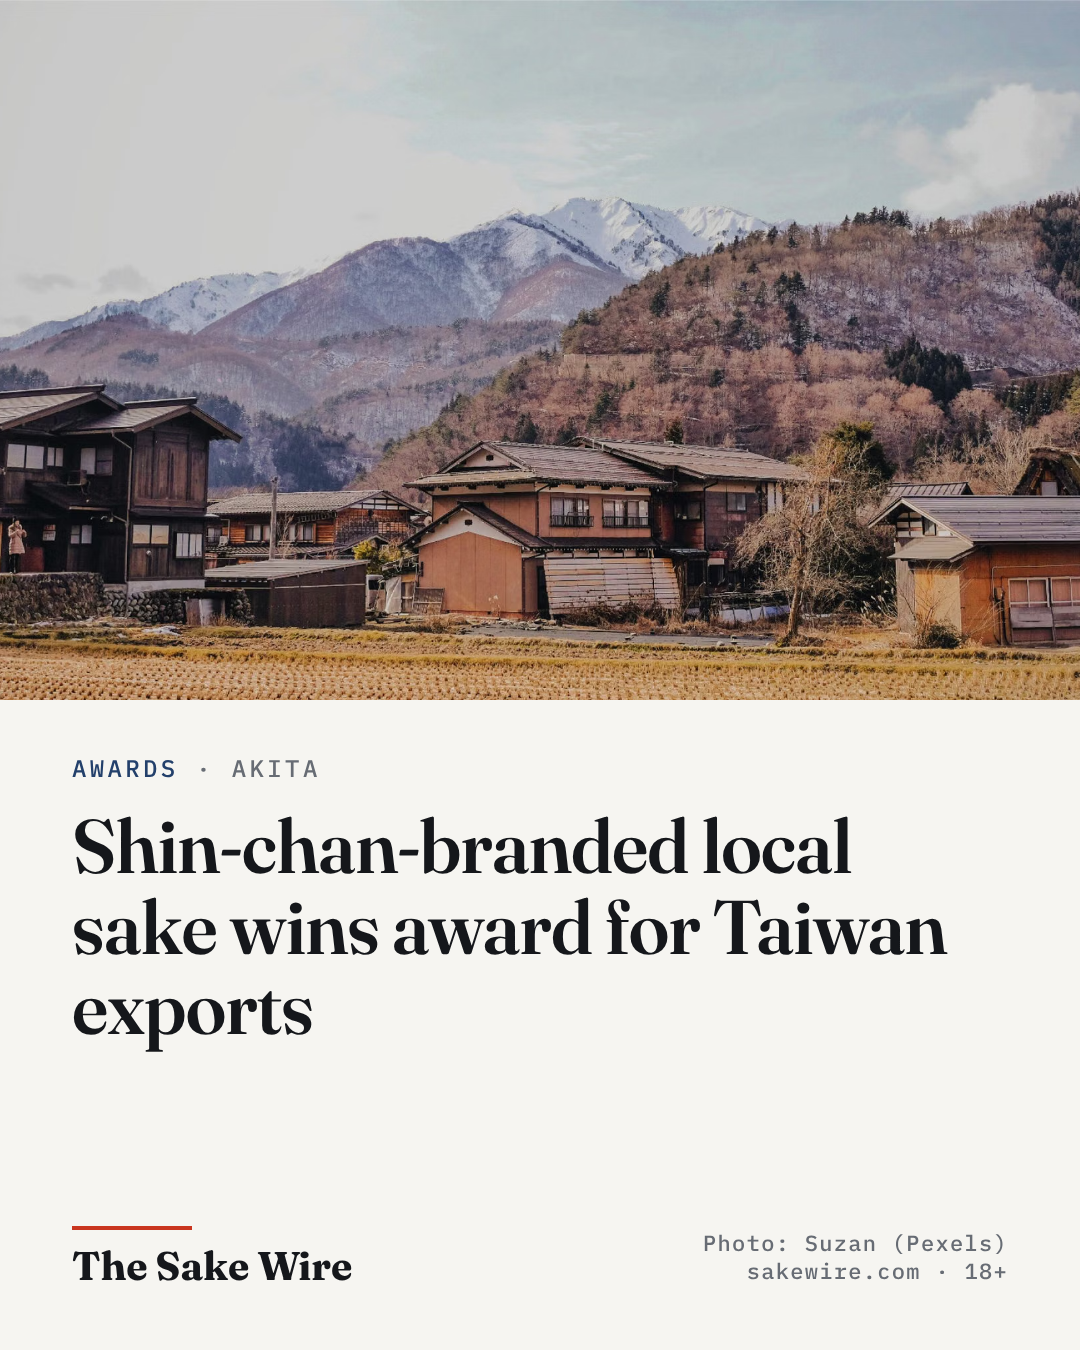 AWARDS · AKITA
Shin-chan-branded local
sake wins award for Taiwan
exports
The Sake Wire
Photo: Suzan (Pexels)
sakewire.com · 18+